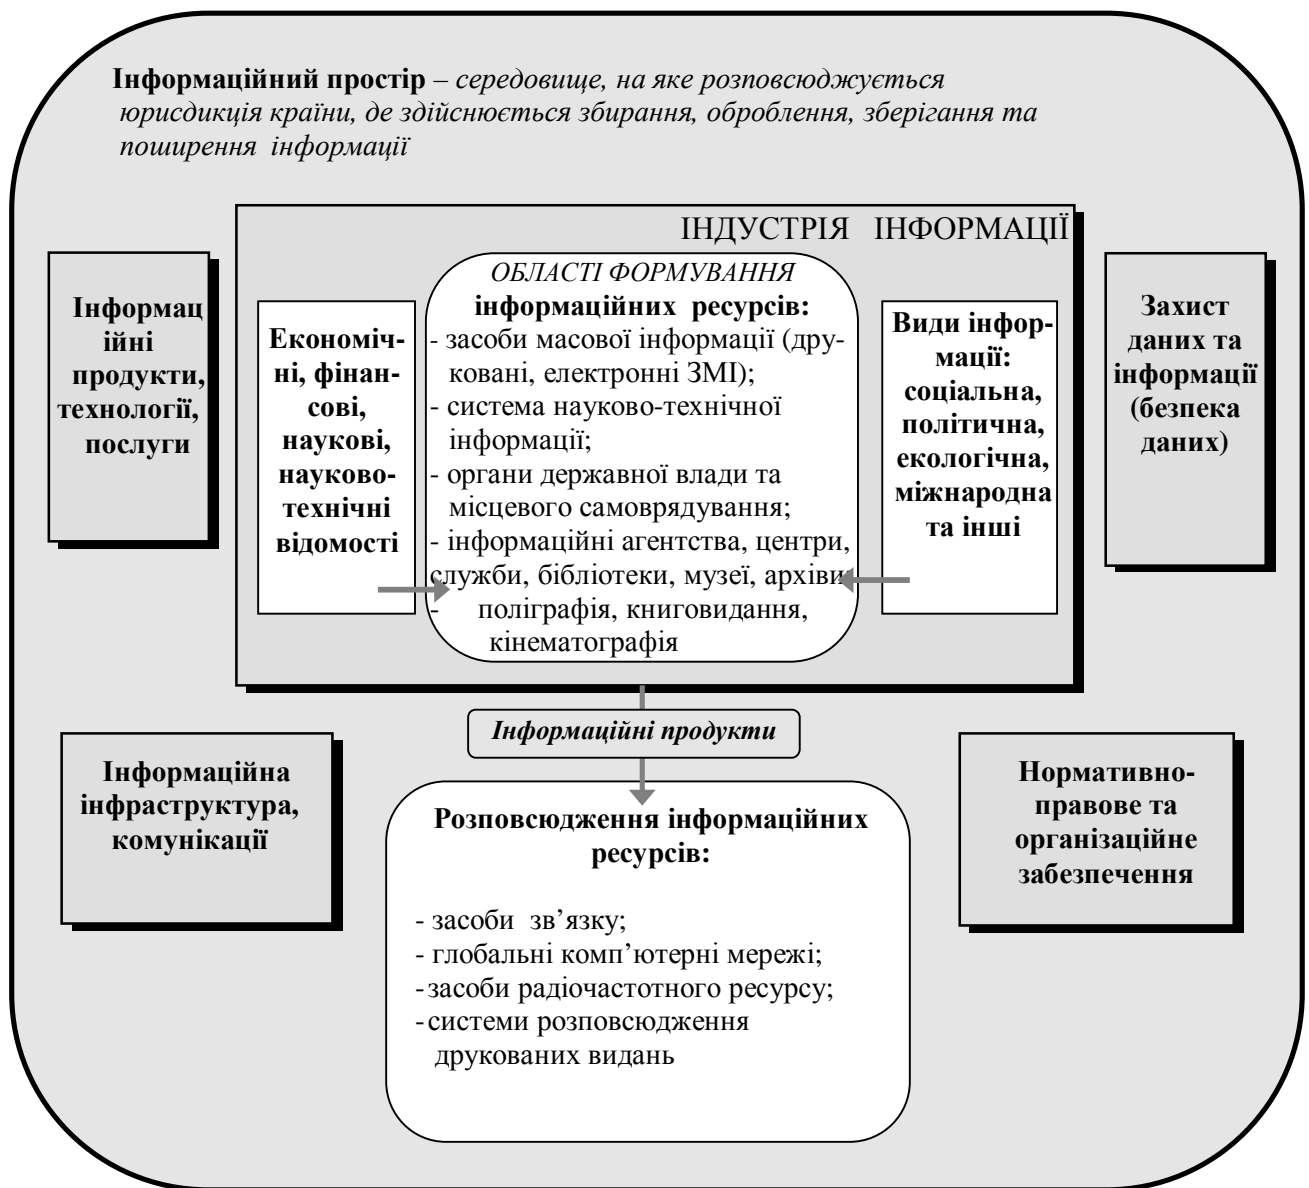 Інформаційний простір – середовище, на яке розповсюджується
юрисдикція країни, де здійснюється збирання, оброблення, зберігання та
поширення інформації
ІНДУСТРІЯ ІНФОРМАЦІЇ
Інформац
ійні
продукти,
технології,
послуги
Економіч-
ні, фінан-
сові,
наукові,
науково-
технічні
відомості
ОБЛАСТІ ФОРМУВАННЯ
інформаційних ресурсів:
- засоби масової інформації (дру-
ковані, електронні ЗМІ);
- система науково-технічної
інформації;
- органи державної влади та
місцевого самоврядування;
- інформаційні агентства, центри,
служби, бібліотеки, музеї, архіви;
- поліграфія, книговидання,
кінематографія
Види інфор-
мації:
соціальна,
політична,
екологічна,
міжнародна
та інші
Захист
даних та
інформації
(безпека
даних)
Інформаційні продукти
Інформаційна
інфраструктура,
комунікації
Розповсюдження інформаційних
ресурсів:
- засоби зв’язку;
- глобальні комп’ютерні мережі;
- засоби радіочастотного ресурсу;
- системи розповсюдження
друкованих видань
Нормативно-
правове та
організаційне
забезпечення